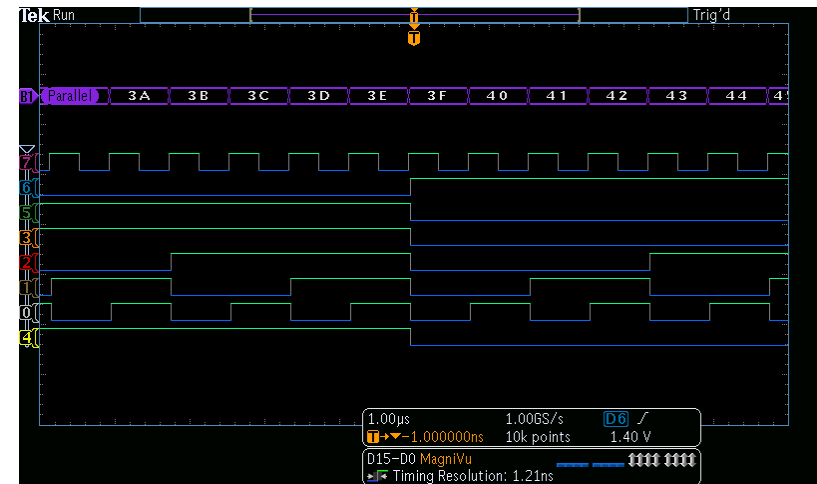 Tek Run Trig'd
T
T
B1 Parallel 3A 3B 3C 3D 3E 3F 40 41 42 43 44
7
6
5
3
2
1
0
4
1.00µs 1.00GS/s D6
T→▼-1.000000ns 10k points 1.40 V
D15-D0 MagniVu
Timing Resolution: 1.21ns